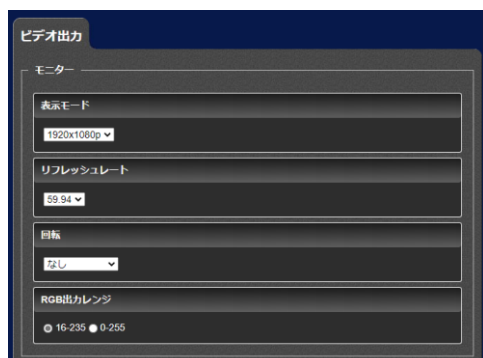 ビデオ出力
モニター
表示モード
1920x1080p
リフレッシュレート
59.94
回転
なし
RGB出力レンジ
16-235 0-255